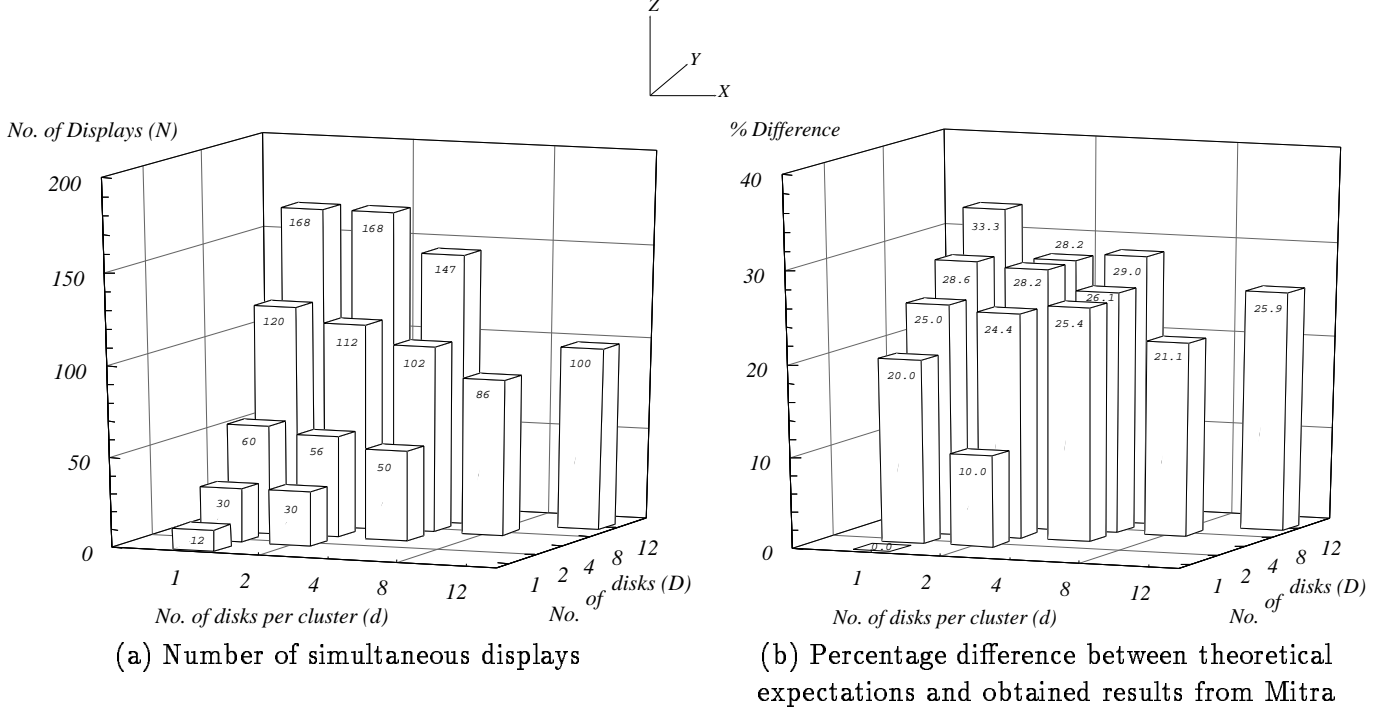 Z
Y
X
No. of Displays (N)
200
150
100
50
0
168
168
147
120
112
102
100
86
60
56
50
30
30
12
1 2 4 8 12
1 2 4 8 12
No. of disks per cluster (d)
No. of disks (D)
(a) Number of simultaneous displays
% Difference
40
30
20
10
0
33.3
28.2
29.0
28.6
28.2
26.1
25.9
25.0
24.4
25.4
21.1
20.0
10.0
0.0
1 2 4 8 12
1 2 4 8 12
No. of disks per cluster (d)
No. of disks (D)
(b) Percentage difference between theoretical
expectations and obtained results from Mitra